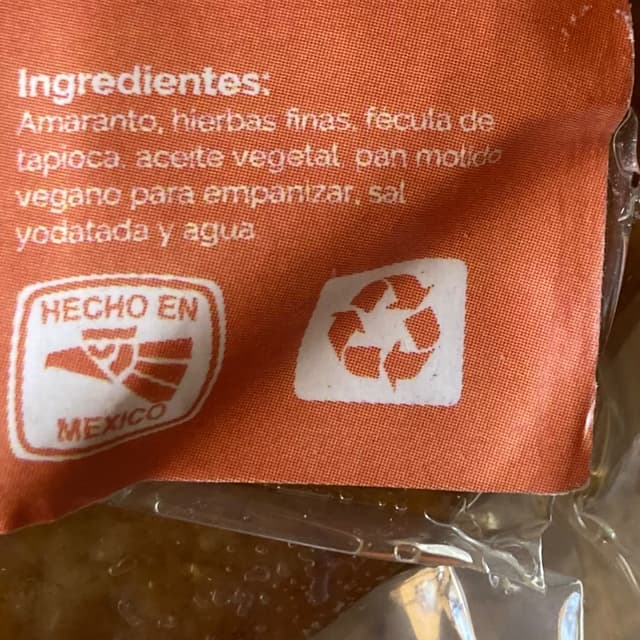 Ingredientes:
Amaranto, hierbas finas, fécula de
tapioca, aceite vegetal, pan molido
vegano para empanizar, sal
yodatada y agua
HECHO EN
MEXICO